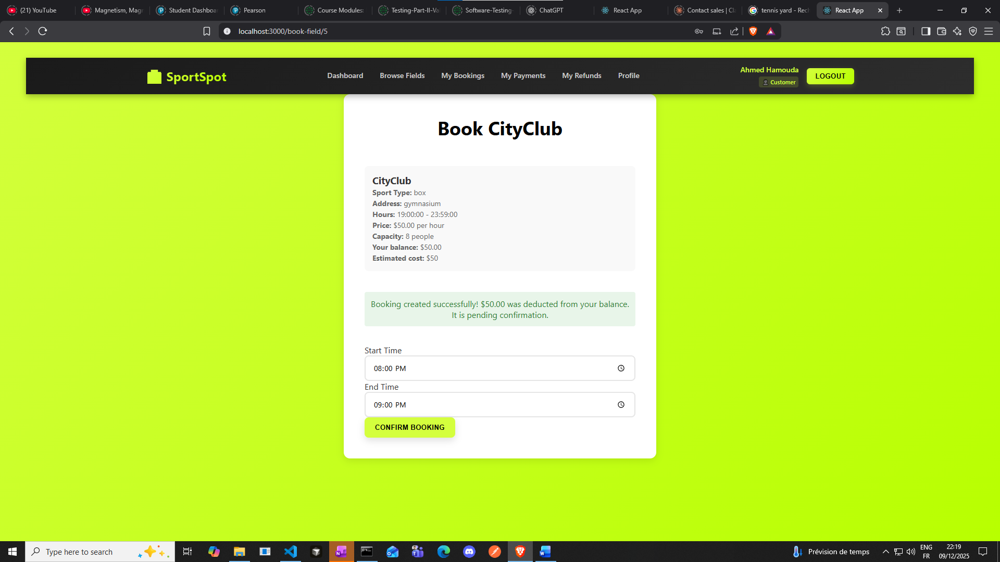 (21) YouTube
Magnetism, Magn
Student Dashboar
Pearson
Course Modules:
Testing-Part-II-Val
Software-Testing-
ChatGPT
React App
Contact sales | Cla
tennis yard - Rech
React App
localhost:3000/book-field/5
SportSpot
Dashboard
Browse Fields
My Bookings
My Payments
My Refunds
Profile
Ahmed Hamouda
Customer
LOGOUT
Book CityClub
CityClub
Sport Type: box
Address: gymnasium
Hours: 19:00:00 - 23:59:00
Price: $50.00 per hour
Capacity: 8 people
Your balance: $50.00
Estimated cost: $50
Booking created successfully! $50.00 was deducted from your balance.
It is pending confirmation.
Start Time
08:00 PM
End Time
09:00 PM
CONFIRM BOOKING
Type here to search
Prévision de temps
ENG
FR
22:19
09/12/2025